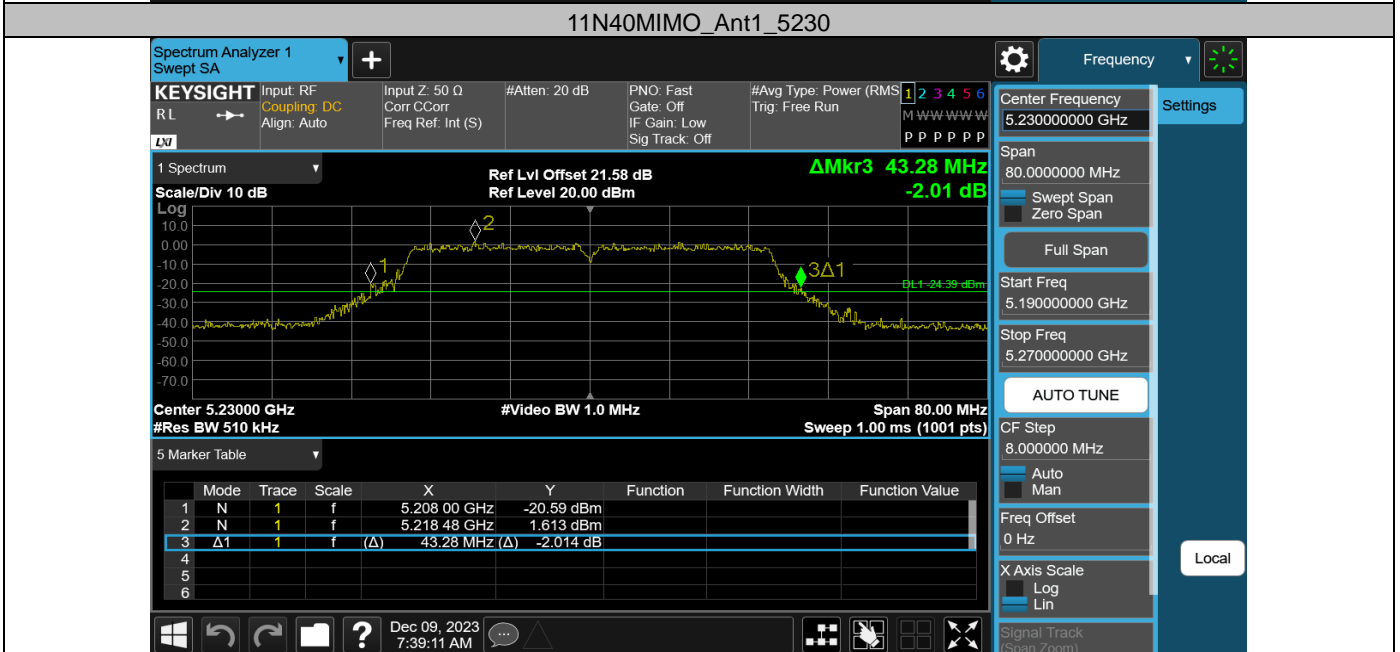 11N40MIMO_Ant1_5230
Spectrum Analyzer 1
Swept SA
Frequency
KEYSIGHT
RL
LXI
Input: RF
Coupling: DC
Align: Auto
Input Z: 50 Ω
Corr CCorr
Freq Ref: Int (S)
#Atten: 20 dB
PNO: Fast
Gate: Off
IF Gain: Low
Sig Track: Off
#Avg Type: Power (RMS
Trig: Free Run
1 2 3 4 5 6
M W W W W W
P P P P P P
1 Spectrum
Scale/Div 10 dB
Ref Lvl Offset 21.58 dB
Ref Level 20.00 dBm
ΔMkr3 43.28 MHz
-2.01 dB
Log
10.0
0.00
-10.0
-20.0
-30.0
-40.0
-50.0
-60.0
-70.0
1
2
3Δ1
DL1 -24.39 dBm
Center 5.23000 GHz
#Video BW 1.0 MHz
Span 80.00 MHz
#Res BW 510 kHz
Sweep 1.00 ms (1001 pts)
5 Marker Table
Mode Trace Scale X Y Function Function Width Function Value
1 N 1 f 5.208 00 GHz -20.59 dBm
2 N 1 f 5.218 48 GHz 1.613 dBm
3 Δ1 1 f (Δ) 43.28 MHz (Δ) -2.014 dB
4
5
6
?
Dec 09, 2023
7:39:11 AM
Center Frequency
5.230000000 GHz
Span
80.0000000 MHz
Swept Span
Zero Span
Full Span
Start Freq
5.190000000 GHz
Stop Freq
5.270000000 GHz
AUTO TUNE
CF Step
8.000000 MHz
Auto
Man
Freq Offset
0 Hz
X Axis Scale
Log
Lin
Signal Track
(Span Zoom)
Settings
Local